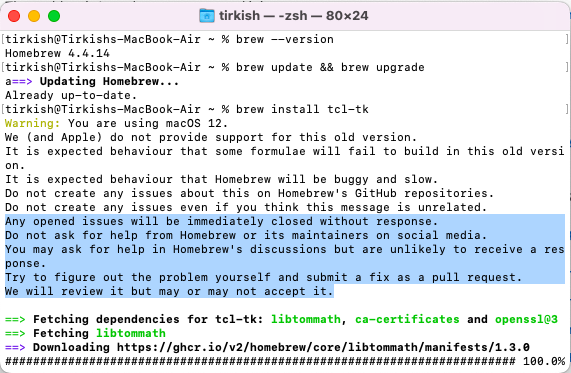 tirkish — -zsh — 80×24
[tirkish@Tirkishs-MacBook-Air ~ % brew --version ]
Homebrew 4.4.14
[tirkish@Tirkishs-MacBook-Air ~ % brew update && brew upgrade ]
a==> Updating Homebrew...
Already up-to-date.
[tirkish@Tirkishs-MacBook-Air ~ % brew install tcl-tk ]
Warning: You are using macOS 12.
We (and Apple) do not provide support for this old version.
It is expected behaviour that some formulae will fail to build in this old versi
on.
It is expected behaviour that Homebrew will be buggy and slow.
Do not create any issues about this on Homebrew's GitHub repositories.
Do not create any issues even if you think this message is unrelated.
Any opened issues will be immediately closed without response.
Do not ask for help from Homebrew or its maintainers on social media.
You may ask for help in Homebrew's discussions but are unlikely to receive a res
ponse.
Try to figure out the problem yourself and submit a fix as a pull request.
We will review it but may or may not accept it.
==> Fetching dependencies for tcl-tk: libtommath, ca-certificates and openssl@3
==> Fetching libtommath
==> Downloading https://ghcr.io/v2/homebrew/core/libtommath/manifests/1.3.0
######################################################################### 100.0%